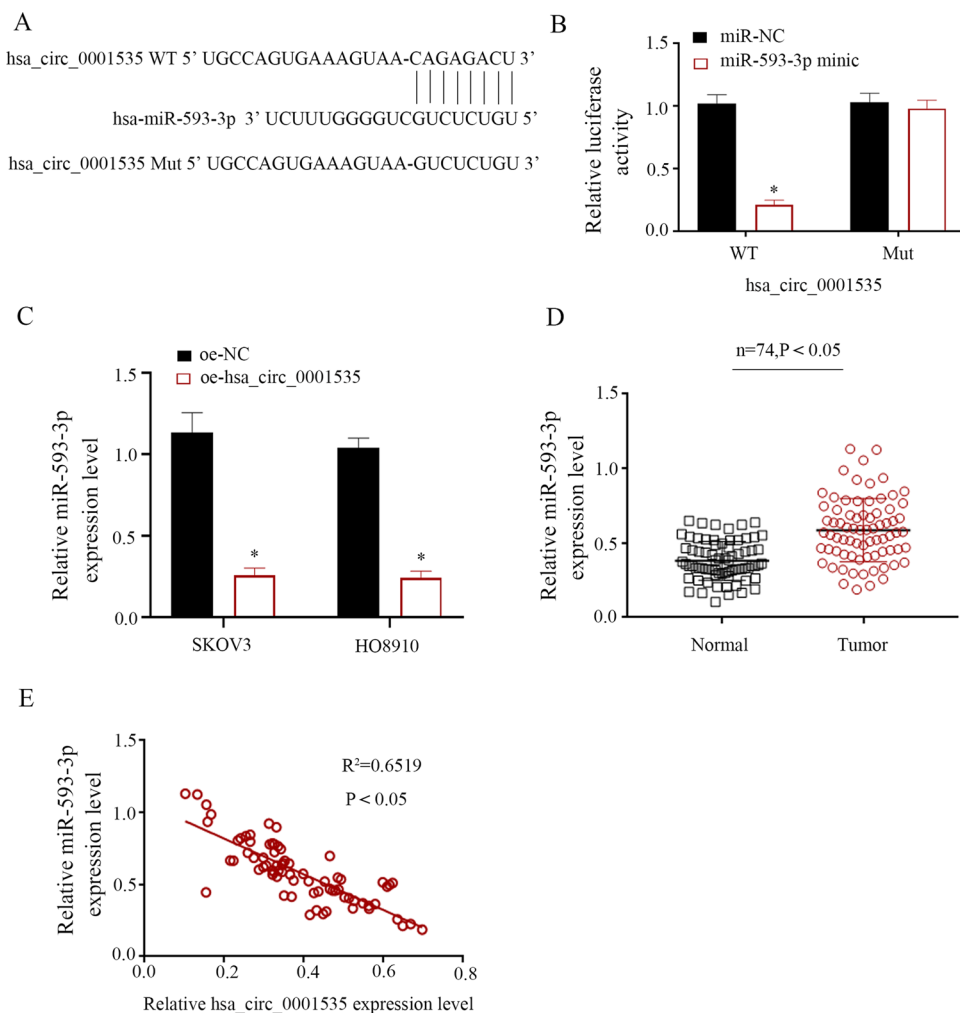 A
hsa_circ_0001535 WT 5’ UGCCAGUGAAAGUAA-CAGAGACU 3’
hsa-miR-593-3p 3’ UCUUUGGGGUCGUCUCUGU 5’
hsa_circ_0001535 Mut 5’ UGCCAGUGAAAGUAA-GUCUCUGU 3’
B
miR-NC
miR-593-3p minic
Relative luciferase
activity
1.5
1.0
0.5
0.0
*
WT
Mut
hsa_circ_0001535
C
oe-NC
oe-hsa_circ_0001535
Relative miR-593-3p
expression level
1.5
1.0
0.5
0.0
*
*
SKOV3
HO8910
D
n=74,P < 0.05
Relative miR-593-3p
expression level
1.5
1.0
0.5
0.0
Normal
Tumor
E
R²=0.6519
P < 0.05
Relative miR-593-3p
expression level
1.5
1.0
0.5
0.0
0.0
0.2
0.4
0.6
0.8
Relative hsa_circ_0001535 expression level